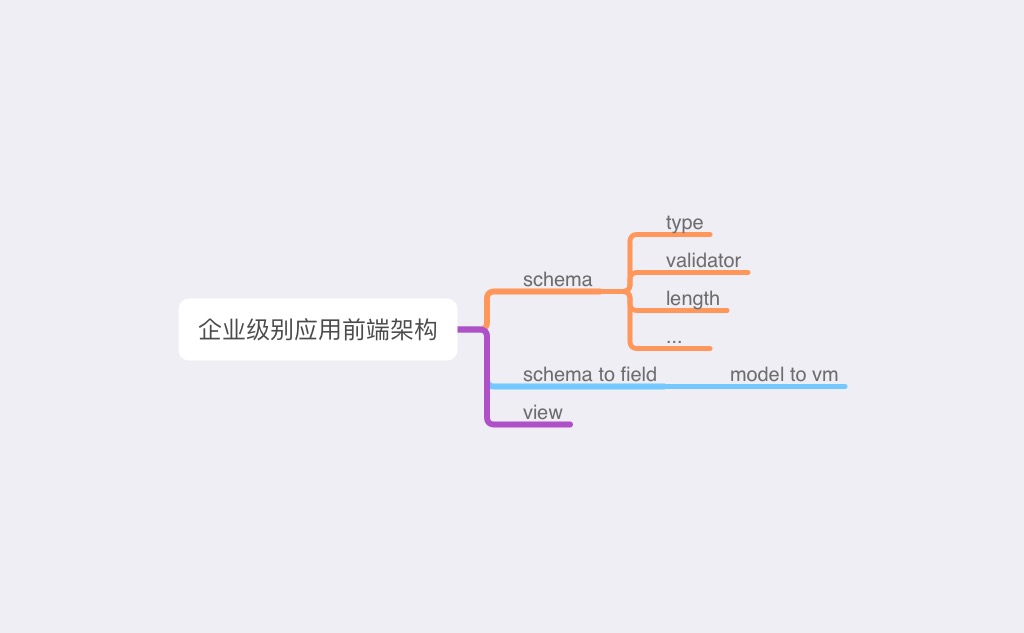 企业级别应用前端架构
schema
type
validator
length
...
schema to field
model to vm
view